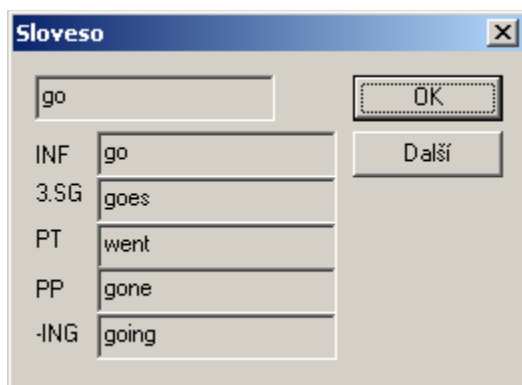 Sloveso
go
OK
INF go
Další
3.SG goes
PT went
PP gone
-ING going